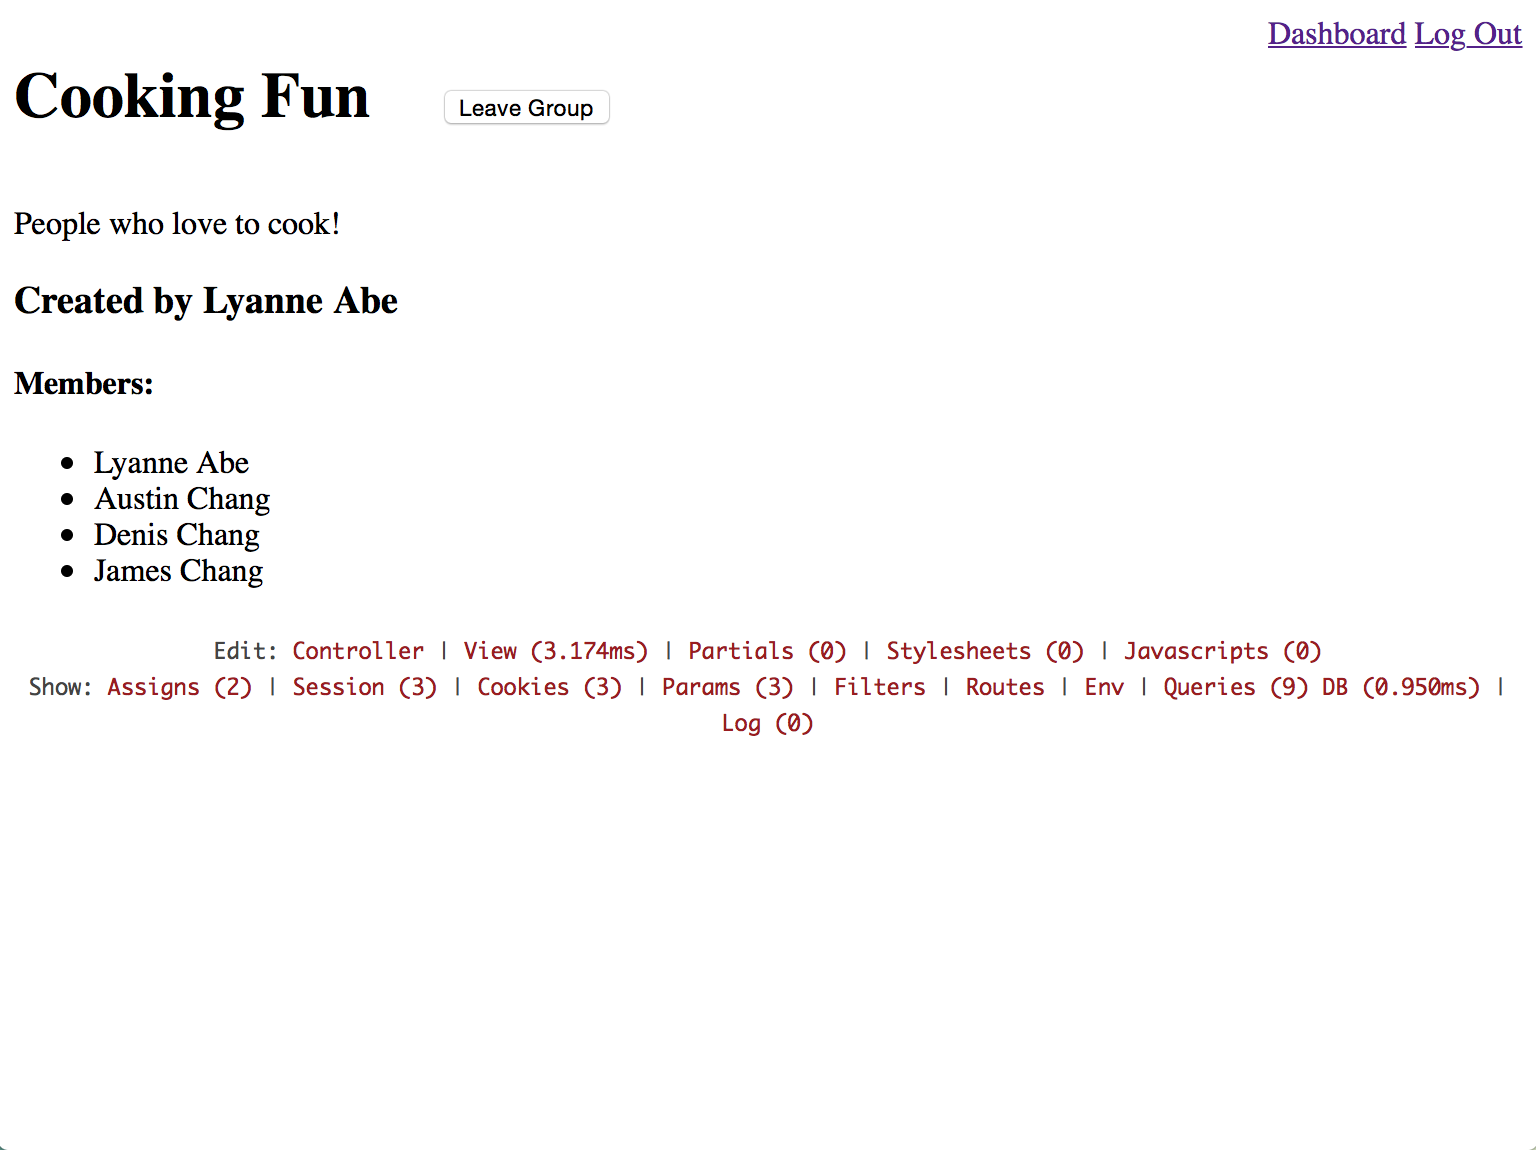 Dashboard Log Out
Cooking Fun
Leave Group
People who love to cook!
Created by Lyanne Abe
Members:
Lyanne Abe
Austin Chang
Denis Chang
James Chang
Edit: Controller | View (3.174ms) | Partials (0) | Stylesheets (0) | Javascripts (0)
Show: Assigns (2) | Session (3) | Cookies (3) | Params (3) | Filters | Routes | Env | Queries (9) DB (0.950ms) |
Log (0)